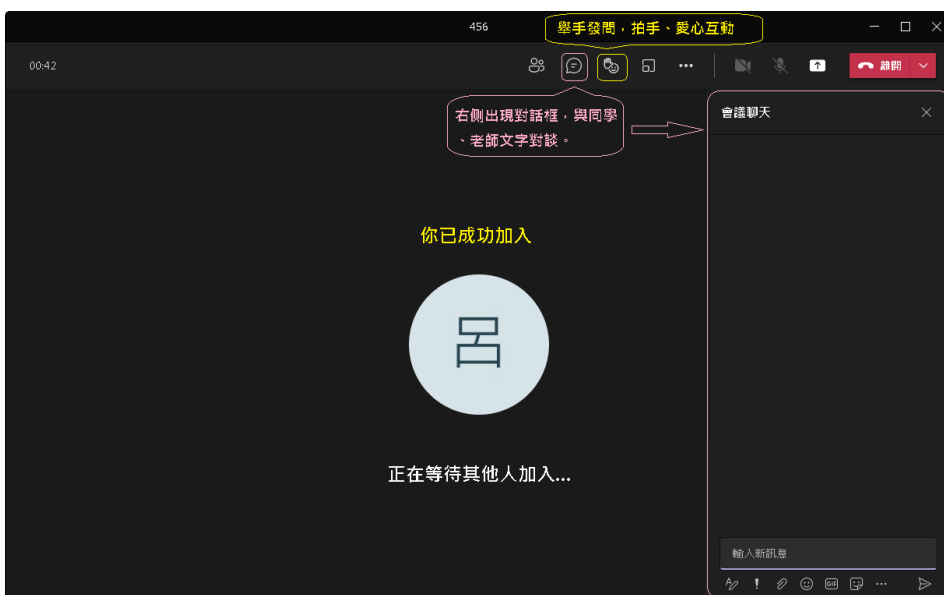 456
舉手發問，拍手、愛心互動
00:42
離開
右側出現對話框，與同學
、老師文字對談。
會議聊天
你已成功加入
呂
正在等待其他人加入...
輸入新訊息
GIF